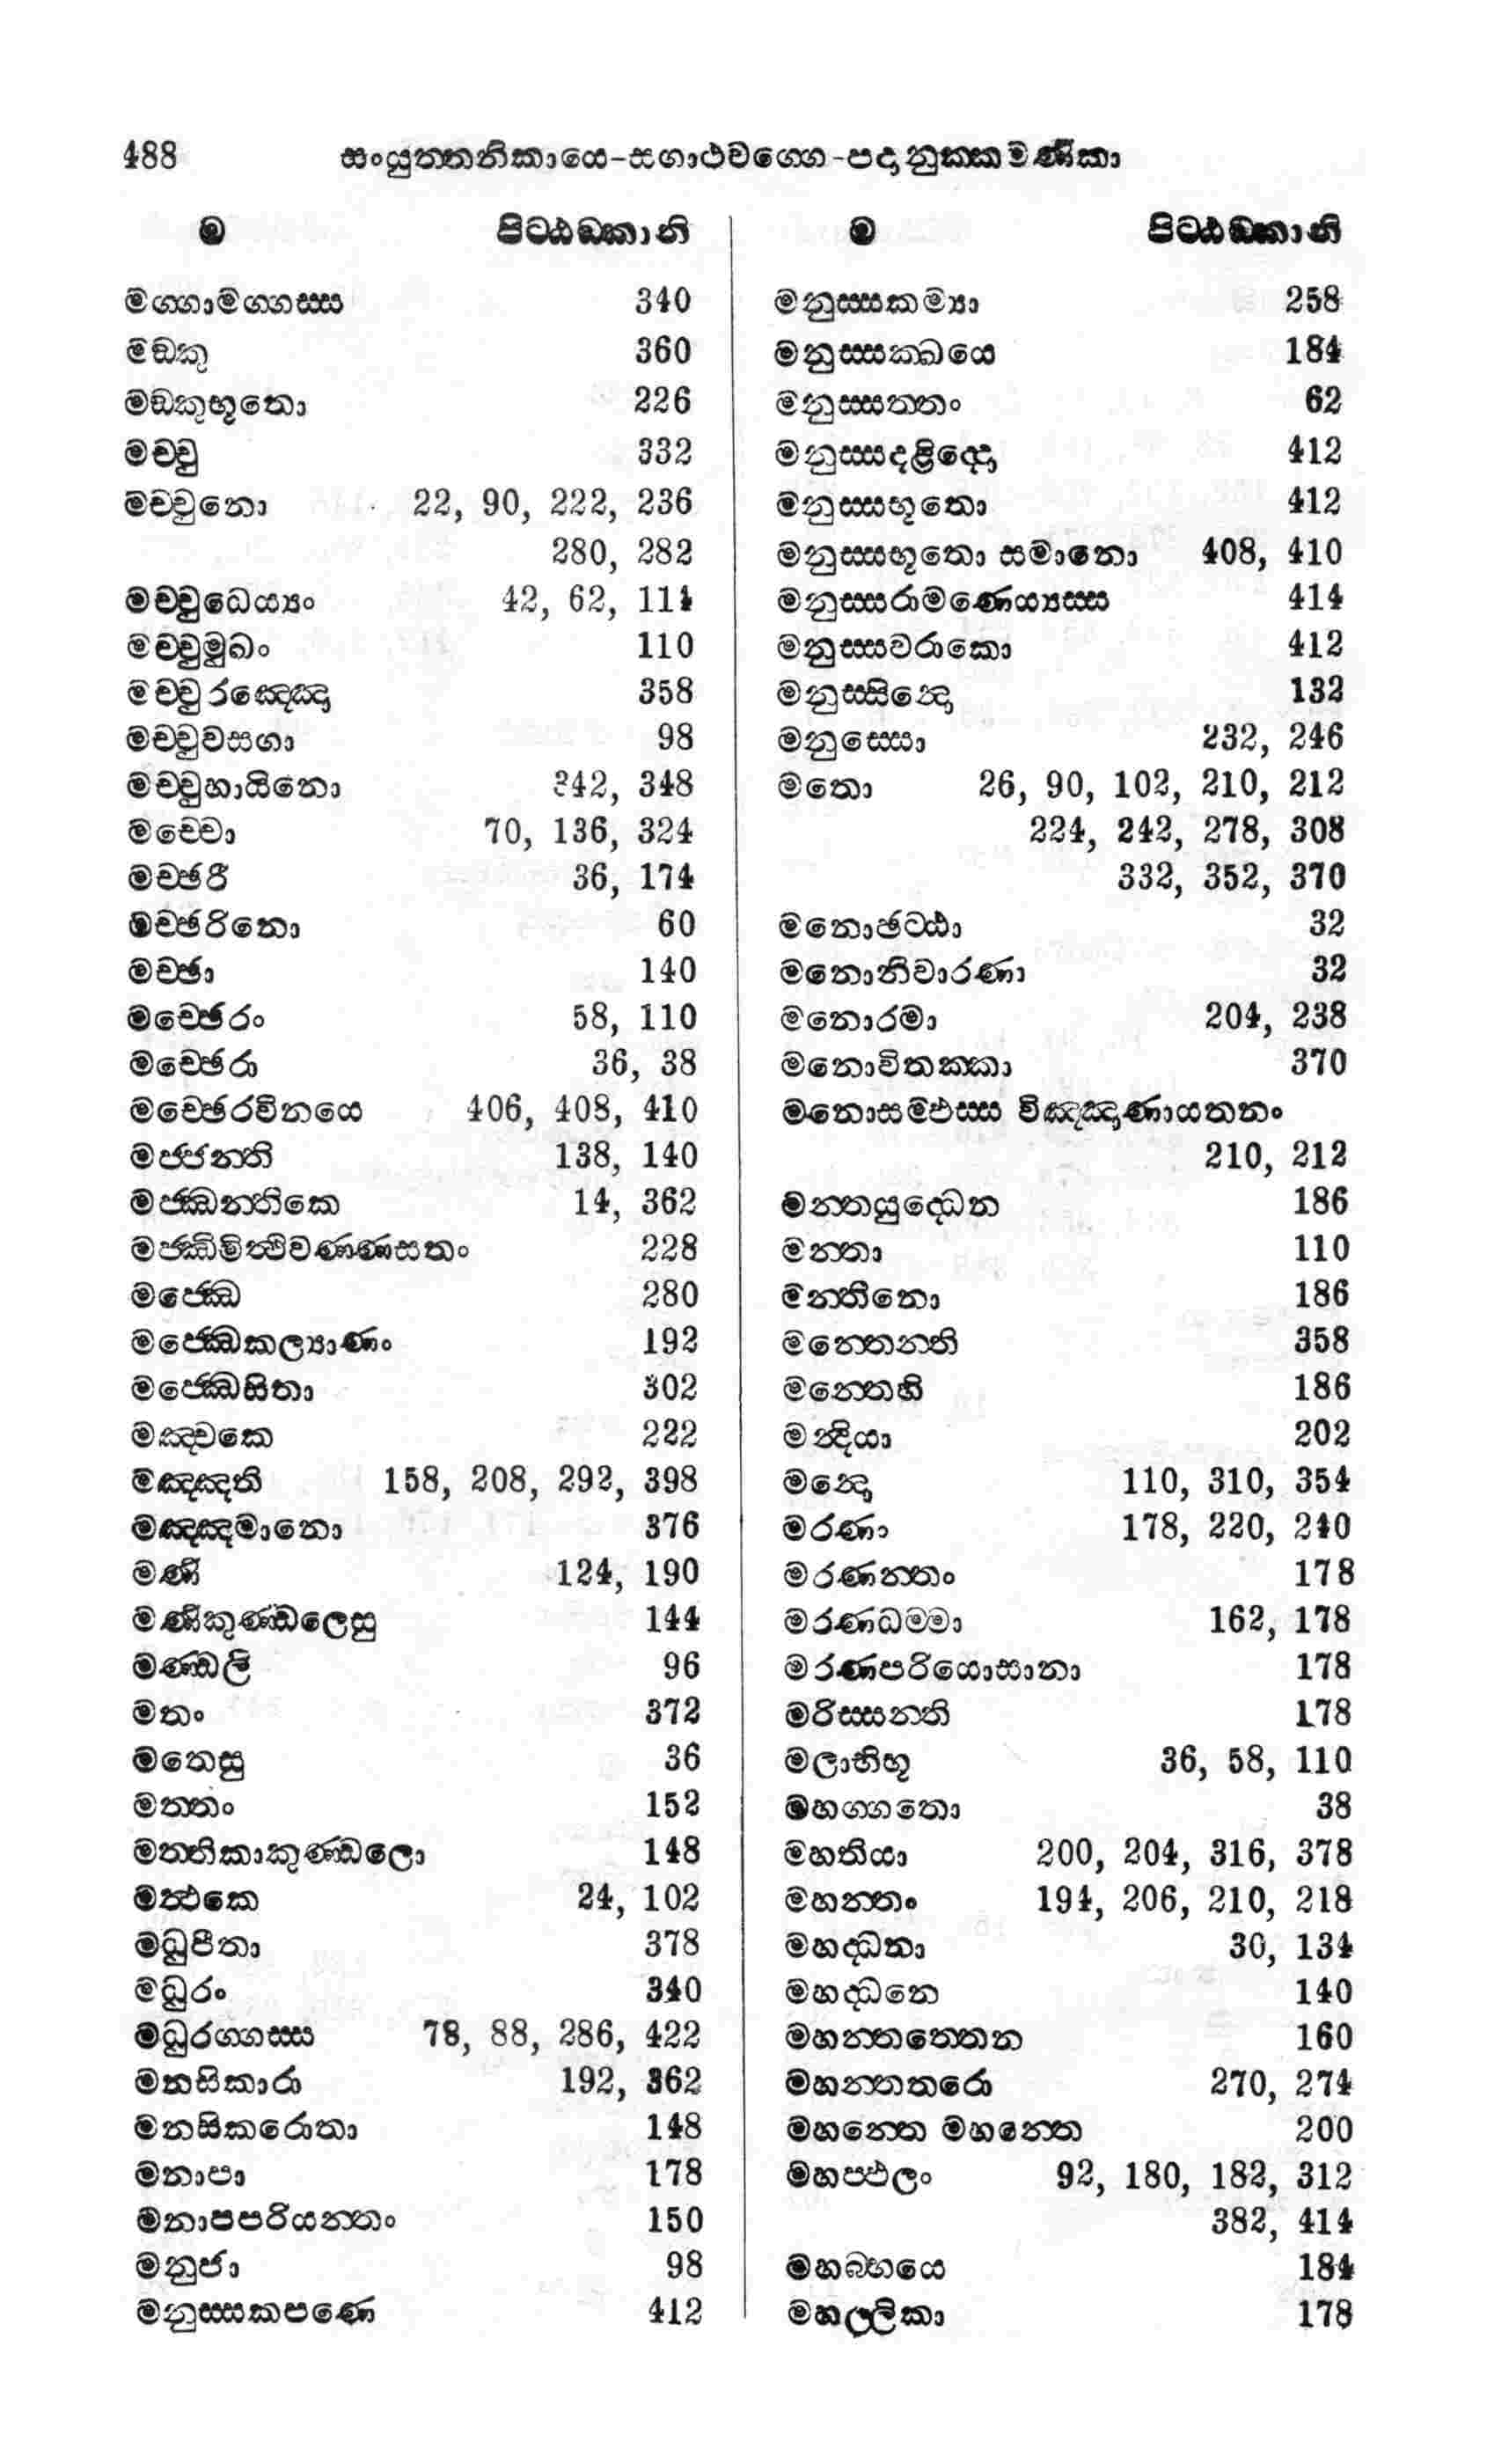 488 සංයුත්තනිකායෙ-සගාථවග්ගෙ-පදානුක්කමණිකා
ම පිට්ඨඞ්කානි
මග්ගාමග්ගස්ස 340
මඞ්කු 360
මඞ්කුභූතො 226
මච්චු 332
මච්චුනො 22, 90, 222, 236
280, 282
මච්චුධෙය්‍යං 42, 62, 114
මච්චුමුඛං 110
මච්චුරඤ්ඤො 358
මච්චුවසගා 98
මච්චුහායිනො 342, 348
මච්චො 70, 136, 324
මච්ඡරී 36, 174
මච්ඡරිනො 60
මච්ඡා 140
මච්ඡෙරං 58, 110
මච්ඡෙරා 36, 38
මච්ඡෙරවිනයෙ 406, 408, 410
මජ්ජන්ති 138, 140
මජ්ඣන්තිකෙ 14, 362
මජ්ඣිමිත්ථිවණ්ණසතං 228
මජ්ඣෙ 280
මජ්ඣෙකල්‍යාණං 192
මජ්ඣෙසිතා 302
මඤ්චකෙ 222
මඤ්ඤති 158, 208, 292, 398
මඤ්ඤමානො 376
මණි 124, 190
මණිකුණ්ඩලෙසු 144
මණ්ඩලි 96
මතං 372
මතෙසු 36
මත්තං 152
මත්තිකාකුණ්ඩලො 148
මත්ථකෙ 24, 102
මධුපීතා 378
මධුරං 340
මධුරග්ගස්ස 78, 88, 286, 422
මනසිකාරා 192, 362
මනසිකරොතා 148
මනාපා 178
මනාපපරියන්තං 150
මනුජා 98
මනුස්සකපණෙ 412
ම පිට්ඨඞ්කානි
මනුස්සකම්‍යා 258
මනුස්සක්ඛයෙ 184
මනුස්සත්තං 62
මනුස්සදළිද්දො 412
මනුස්සභූතො 412
මනුස්සභූතො සමානො 408, 410
මනුස්සරාමණෙය්‍යස්ස 414
මනුස්සවරාකො 412
මනුස්සින්දො 132
මනුස්සො 232, 246
මනො 26, 90, 102, 210, 212
224, 242, 278, 308
332, 352, 370
මනොඡට්ඨා 32
මනොනිවාරණා 32
මනොරමා 204, 238
මනොවිතක්කා 370
මනොසම්ඵස්ස විඤ්ඤාණායතනං
210, 212
මන්තයුද්ධෙන 186
මන්තා 110
මන්තිනො 186
මන්තෙන්ති 358
මන්තෙහි 186
මන්දියා 202
මන්දො 110, 310, 354
මරණා 178, 220, 240
මරණන්තං 178
මරණධම්මා 162, 178
මරණපරියොසානා 178
මරිස්සන්ති 178
මලාභිභූ 36, 58, 110
මහග්ගතො 38
මහතියා 200, 204, 316, 378
මහන්තං 194, 206, 210, 218
මහද්ධනා 30, 134
මහද්ධනෙ 140
මහන්තත්තෙන 160
මහන්තතරො 270, 274
මහන්තෙ මහන්තෙ 200
මහප්ඵලං 92, 180, 182, 312
382, 414
මහබ්භයෙ 184
මහල්ලිකා 178